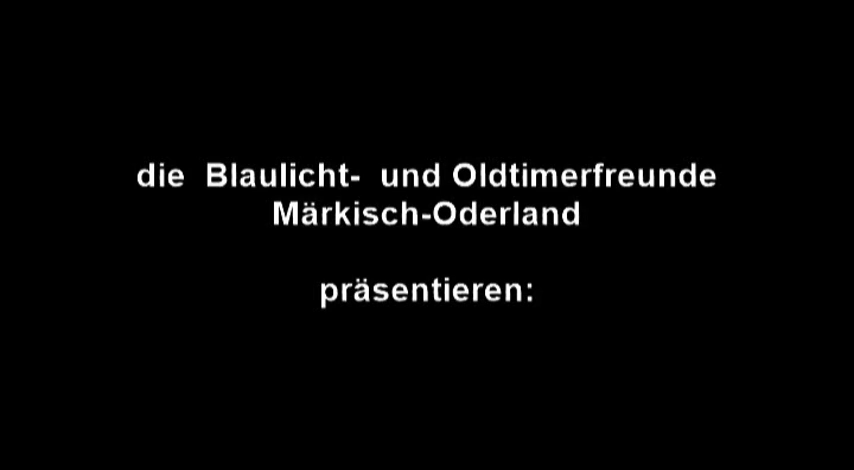 die Blaulicht- und Oldtimerfreunde
Märkisch-Oderland
präsentieren: